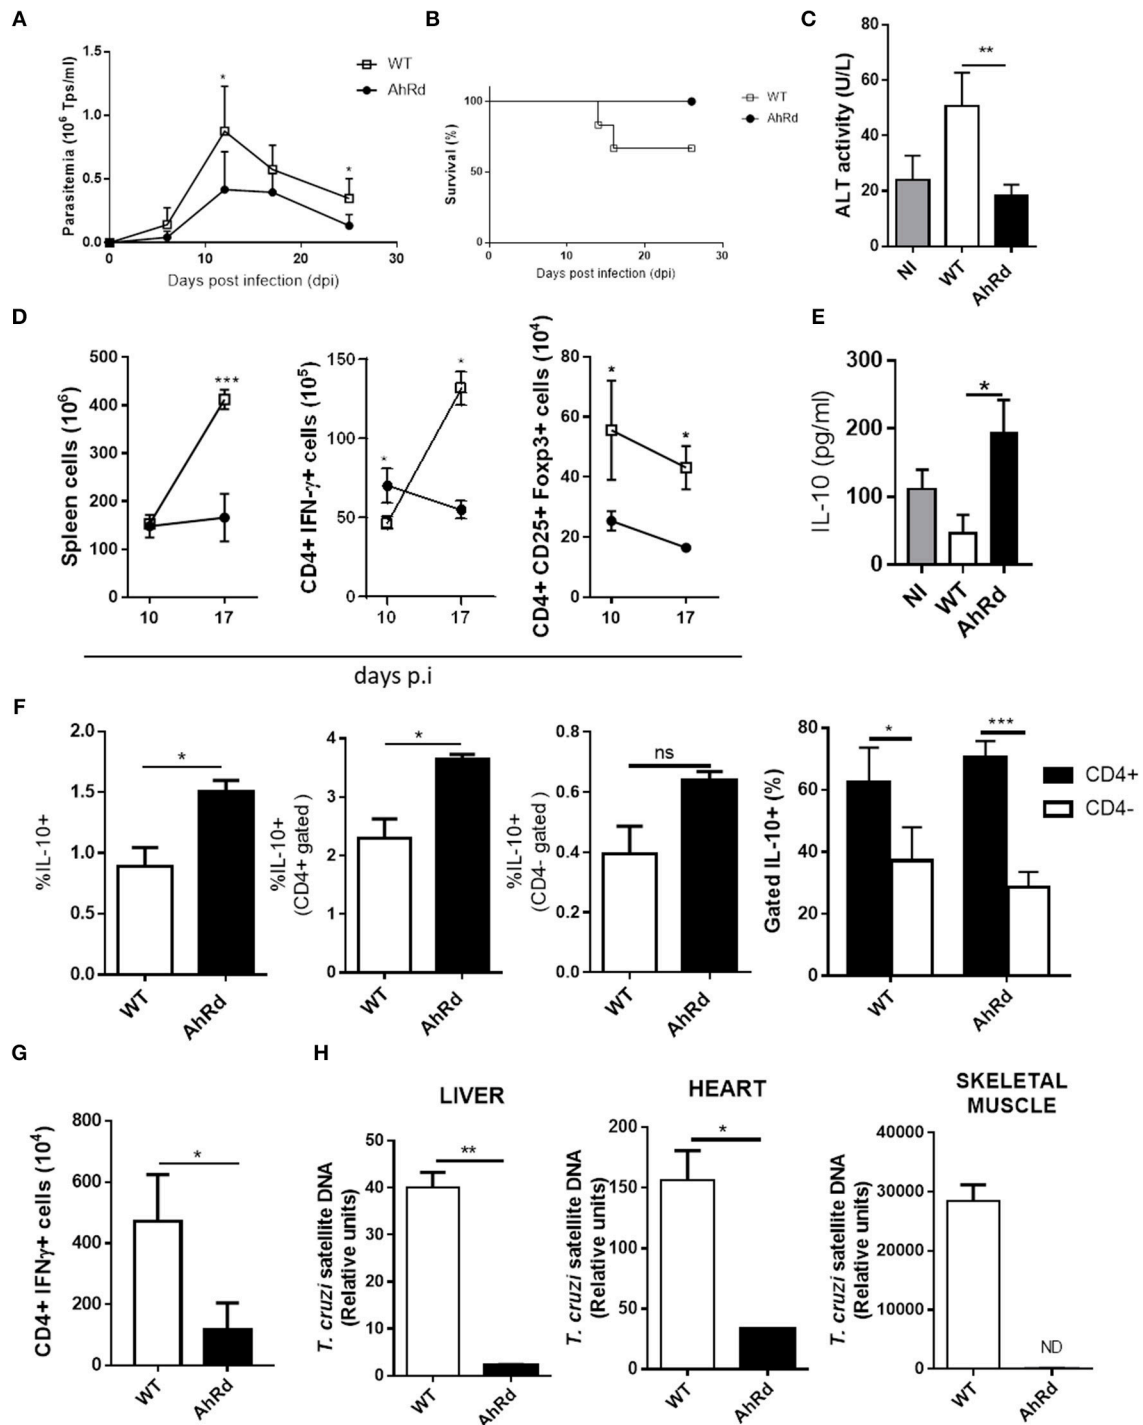 A
Parasitemia (10⁶ Tps/ml)
1.5
1.0
0.5
0.0
*
*
0
10
20
30
Days post infection (dpi)
WT
AhRd
B
Survival (%)
100
50
0
0
10
20
30
Days post infection (dpi)
WT
AhRd
C
ALT activity (U/L)
80
60
40
20
0
**
NI
WT
AhRd
D
Spleen cells (10⁶)
500
400
300
200
100
0
***
10
17
CD4+ IFN-γ+ cells (10⁵)
150
100
50
0
*
*
10
17
CD4+ CD25+ Foxp3+ cells (10⁴)
80
60
40
20
0
*
*
10
17
days p.i
E
IL-10 (pg/ml)
300
200
100
0
*
NI
WT
AhRd
F
%IL-10+
2.0
1.5
1.0
0.5
0.0
*
WT
AhRd
%IL-10+
(CD4+ gated )
4
3
2
1
0
*
WT
AhRd
%IL-10+
(CD4- gated)
0.8
0.6
0.4
0.2
0.0
ns
WT
AhRd
Gated IL-10+ (%)
80
60
40
20
0
*
***
WT
AhRd
CD4+
CD4-
G
CD4+ IFNγ+ cells (10⁴)
800
600
400
200
0
*
WT
AhRd
H
LIVER
T. cruzi satellite DNA
(Relative units)
50
40
30
20
10
0
**
WT
AhRd
HEART
T. cruzi satellite DNA
(Relative units)
200
150
100
50
0
*
WT
AhRd
SKELETAL
MUSCLE
T. cruzi satellite DNA
(Relative units)
40000
30000
20000
10000
0
ND
WT
AhRd